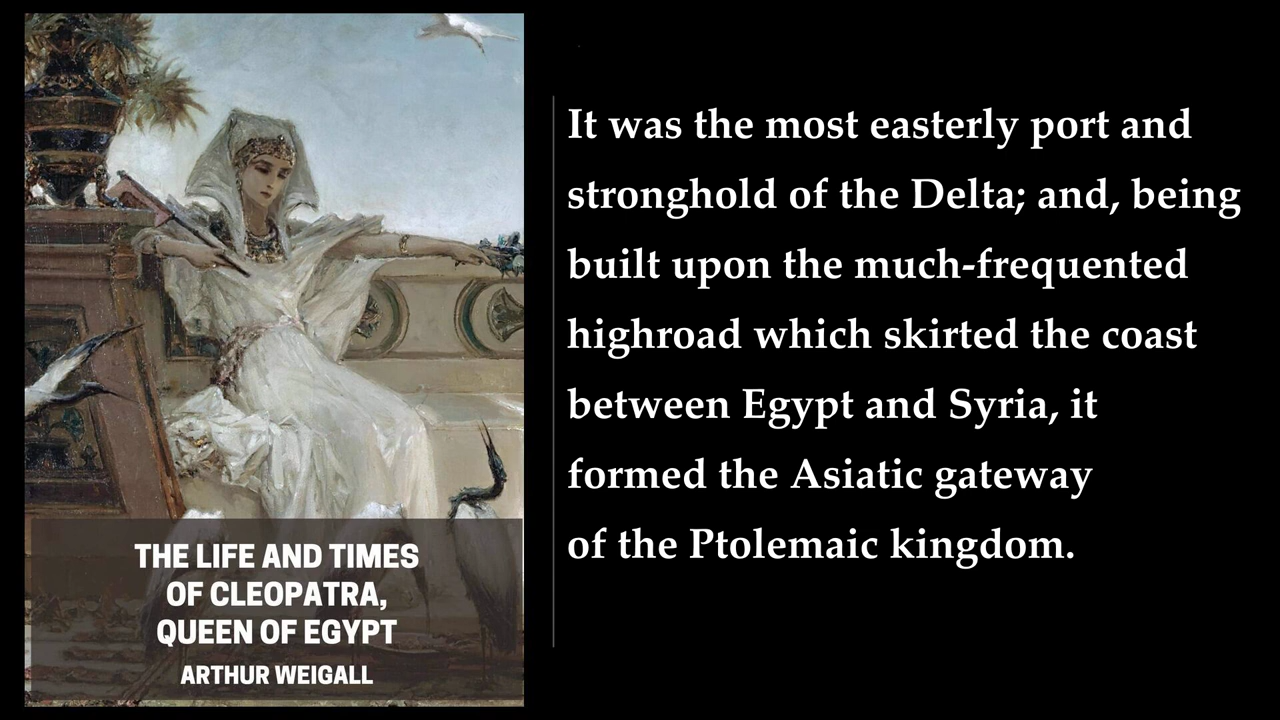 THE LIFE AND TIMES
OF CLEOPATRA,
QUEEN OF EGYPT
ARTHUR WEIGALL
It was the most easterly port and
stronghold of the Delta; and, being
built upon the much-frequented
highroad which skirted the coast
between Egypt and Syria, it
formed the Asiatic gateway
of the Ptolemaic kingdom.